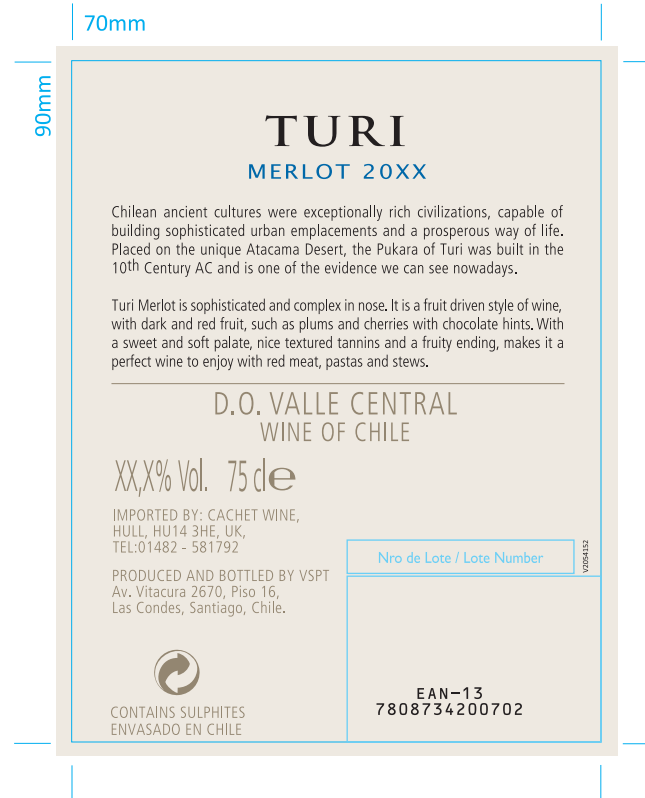 70mm
90mm
TURI
MERLOT 20XX
Chilean ancient cultures were exceptionally rich civilizations, capable of
building sophisticated urban emplacements and a prosperous way of life.
Placed on the unique Atacama Desert, the Pukara of Turi was built in the
10th Century AC and is one of the evidence we can see nowadays.
Turi Merlot is sophisticated and complex in nose. It is a fruit driven style of wine,
with dark and red fruit, such as plums and cherries with chocolate hints. With
a sweet and soft palate, nice textured tannins and a fruity ending, makes it a
perfect wine to enjoy with red meat, pastas and stews.
D.O. VALLE CENTRAL
WINE OF CHILE
XX,X% Vol. 75 cl℮
IMPORTED BY: CACHET WINE,
HULL, HU14 3HE, UK,
TEL:01482 - 581792
Nro de Lote / Lote Number
V2054152
PRODUCED AND BOTTLED BY VSPT
Av. Vitacura 2670, Piso 16,
Las Condes, Santiago, Chile.
EAN-13
7808734200702
CONTAINS SULPHITES
ENVASADO EN CHILE